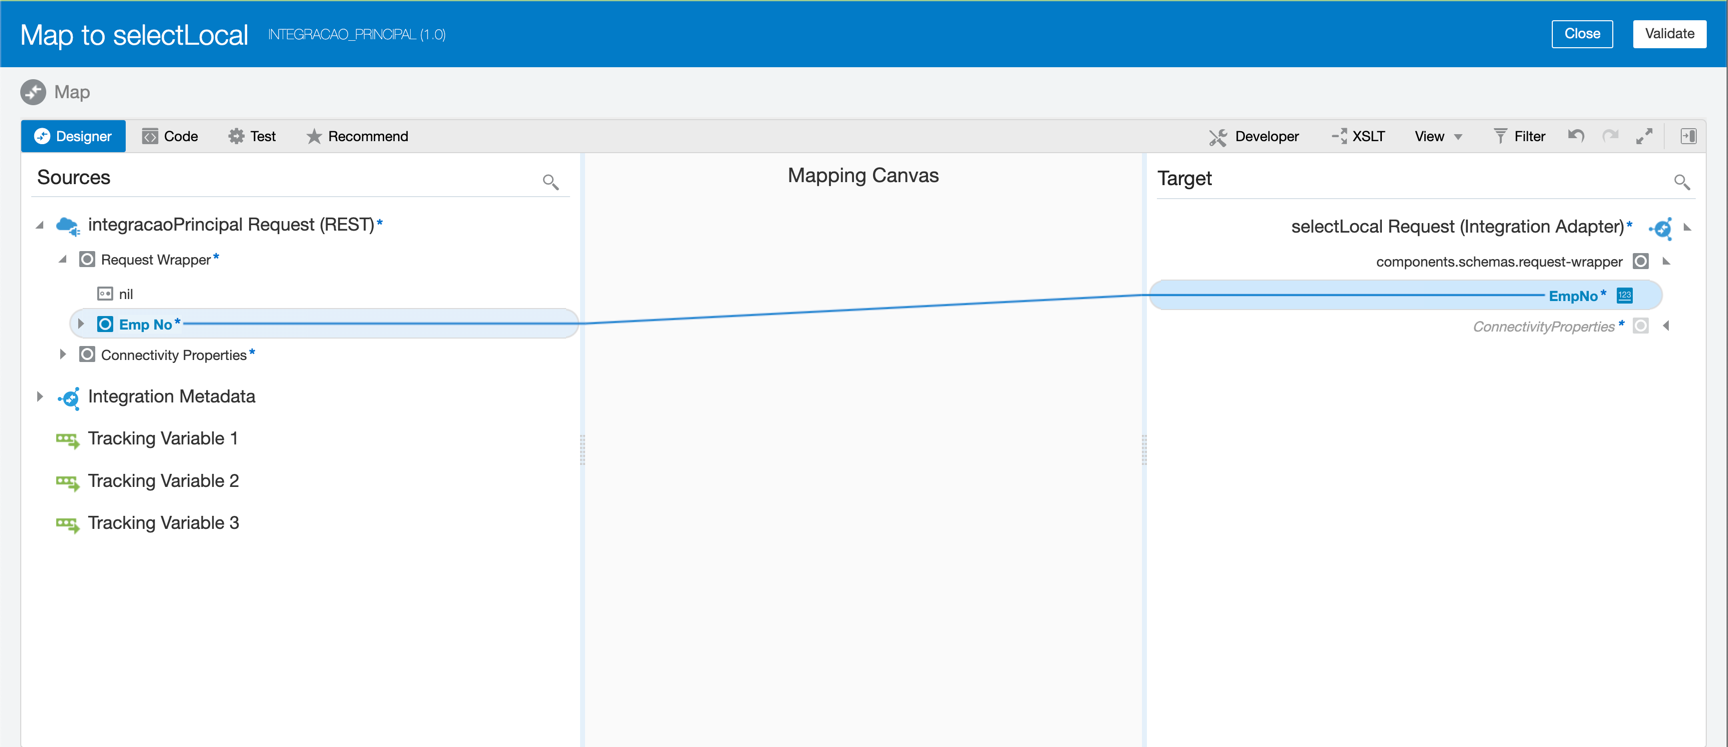 Map to selectLocal INTEGRACAO_PRINCIPAL (1.0) Close Validate
Map
Designer Code Test Recommend Developer XSLT View Filter
Sources
Mapping Canvas
Target
integracaoPrincipal Request (REST)*
Request Wrapper*
nil
Emp No*
Connectivity Properties*
Integration Metadata
Tracking Variable 1
Tracking Variable 2
Tracking Variable 3
selectLocal Request (Integration Adapter)*
components.schemas.request-wrapper
EmpNo* 123
ConnectivityProperties*